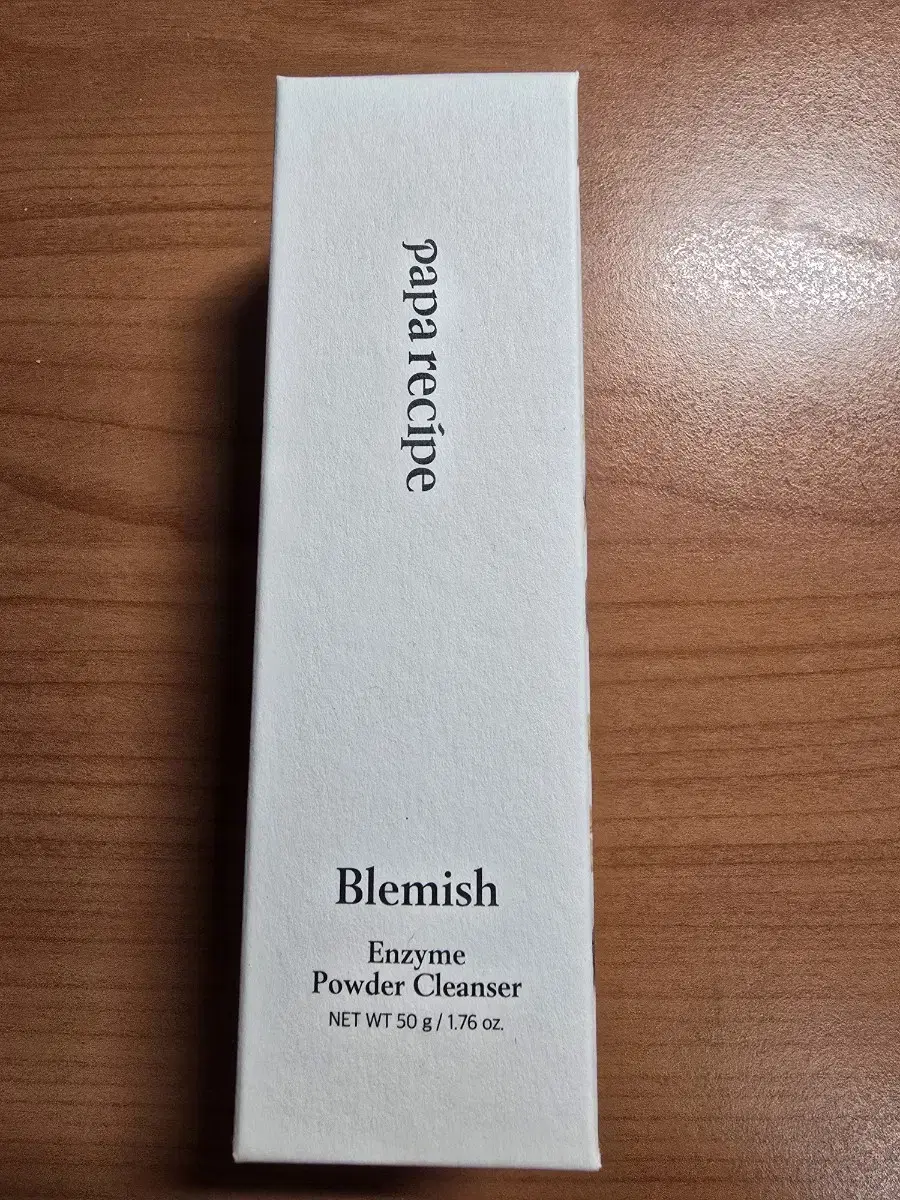 papa recipe
Blemish
Enzyme
Powder Cleanser
NET WT 50 g / 1.76 oz.